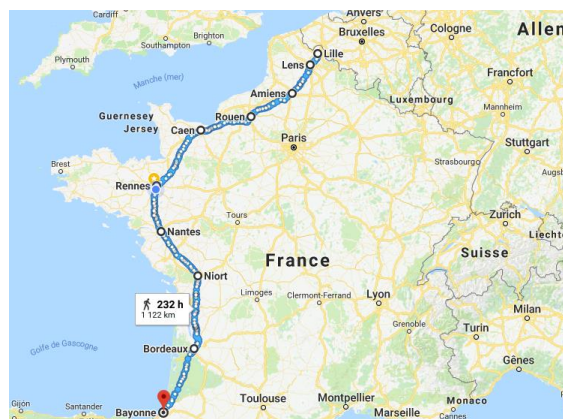 Cardiff
Anvers
Brighton
Southampton
Plymouth
Lille
Bruxelles
Cologne
Allen
Lens
Manche (mer)
Amiens
Francfort
Luxembourg
Mannheim
Guernesey
Jersey
Rouen
Caen
Paris
Stuttgart
Strasbourg
Brest
Rennes
Tours
Zurich
Liechte
Nantes
Suisse
France
Niort
232 h
1 122 km
Limoges
Clermont-Ferrand
Lyon
Milan
Grenoble
Turin
Golfe de Gascogne
Bordeaux
Gênes
Gijón
Santander
Bayonne
Toulouse
Montpellier
Marseille
Monaco